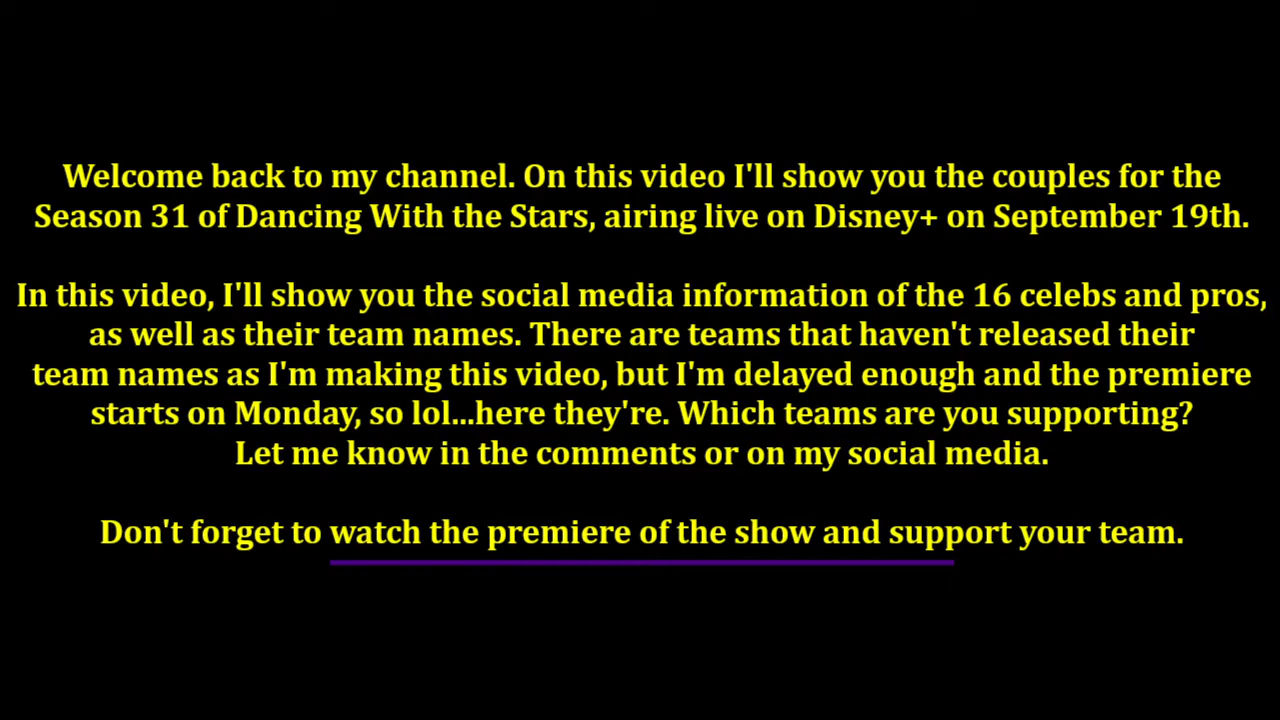 Welcome back to my channel. On this video I'll show you the couples for the
Season 31 of Dancing With the Stars, airing live on Disney+ on September 19th.
In this video, I'll show you the social media information of the 16 celebs and pros,
as well as their team names. There are teams that haven't released their
team names as I'm making this video, but I'm delayed enough and the premiere
starts on Monday, so lol...here they're. Which teams are you supporting?
Let me know in the comments or on my social media.
Don't forget to watch the premiere of the show and support your team.